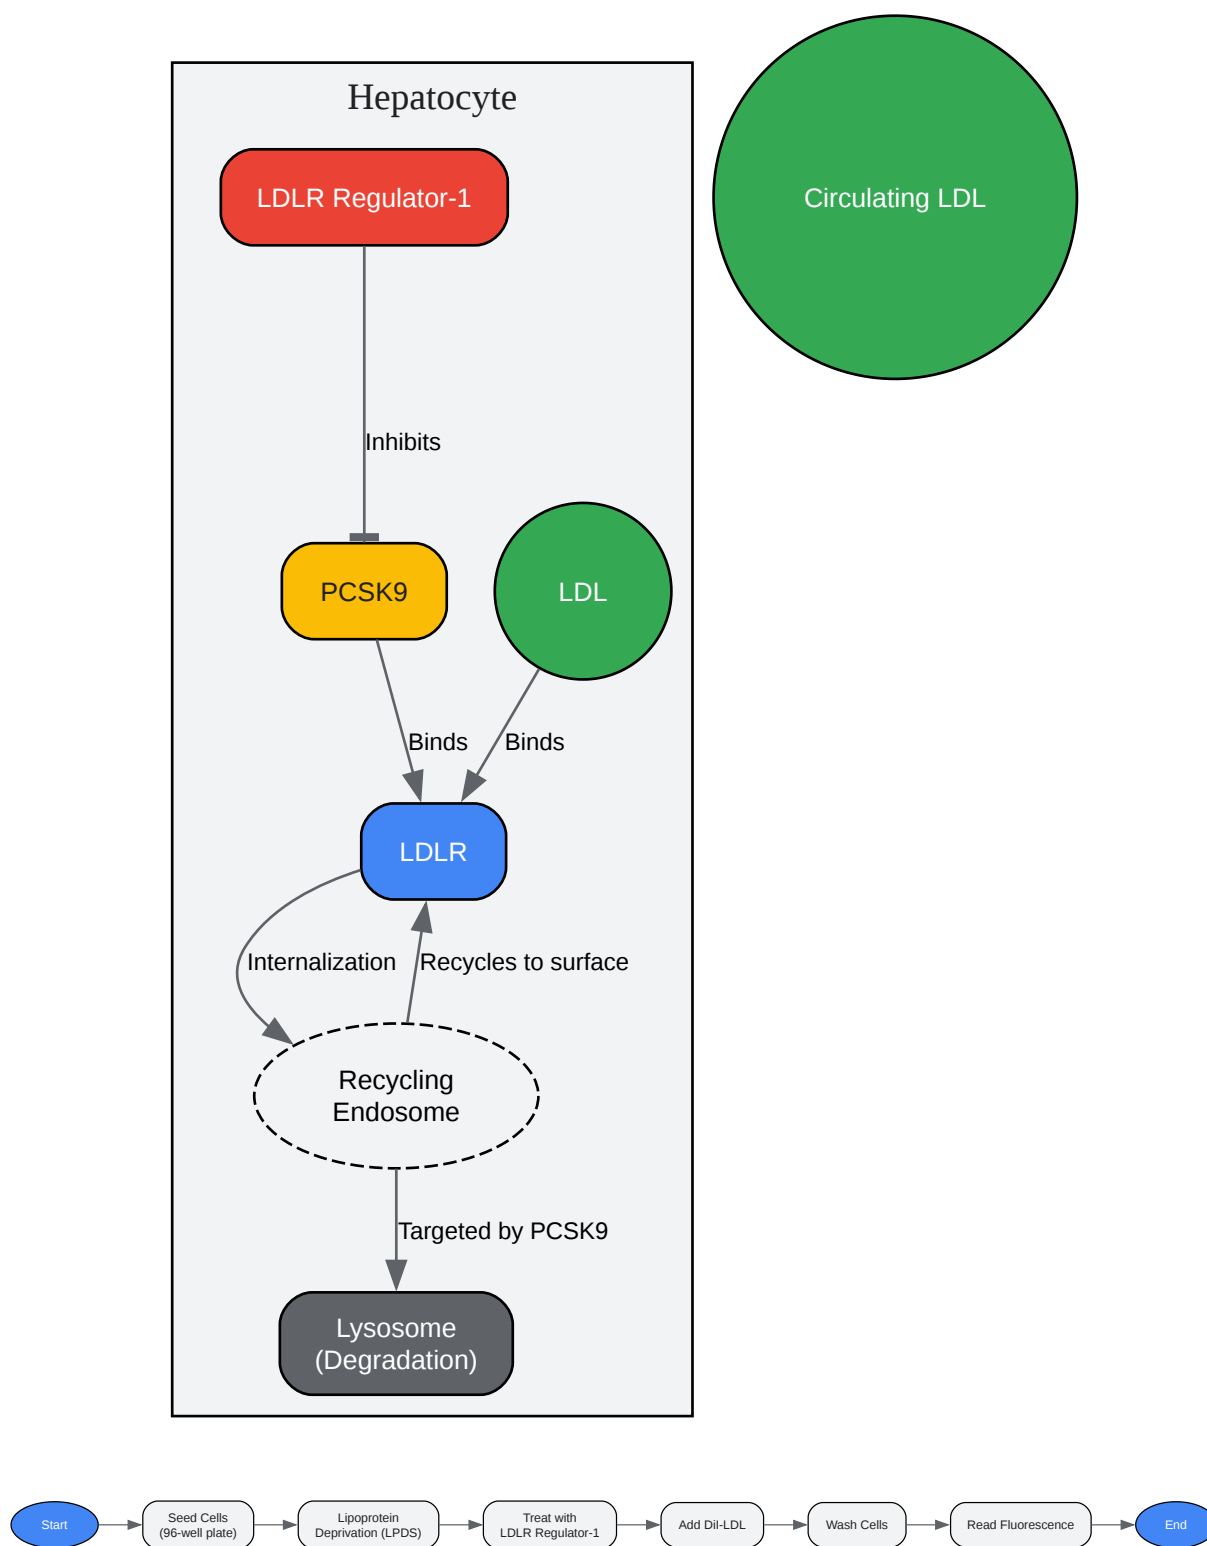 Hepatocyte
LDLR Regulator-1
Circulating LDL
Inhibits
PCSK9
LDL
Binds
Binds
LDLR
Internalization
Recycles to surface
Recycling
Endosome
Targeted by PCSK9
Lysosome
(Degradation)
Start
Seed Cells
(96-well plate)
Lipoprotein
Deprivation (LPDS)
Treat with
LDLR Regulator-1
Add DiI-LDL
Wash Cells
Read Fluorescence
End